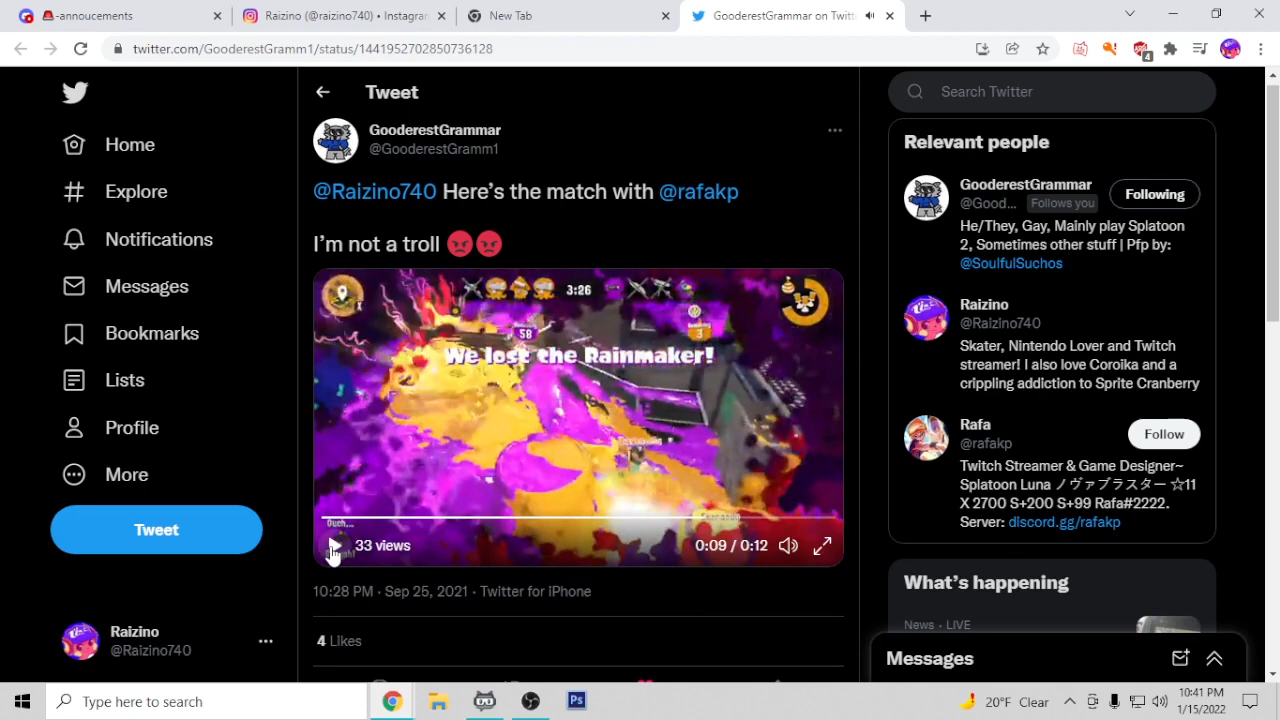 🚨-annoucements
Raizino (@raizino740) • Instagran
New Tab
GooderestGrammar on Twitt
twitter.com/GooderestGramm1/status/1441952702850736128
4
Home
Explore
Notifications
Messages
Bookmarks
Lists
Profile
More
Tweet
Raizino
@Raizino740
Tweet
GooderestGrammar
@GooderestGramm1
@Raizino740 Here's the match with @rafakp
I'm not a troll 😡😡
3:26
58
3
We lost the Rainmaker!
Ouch...
33 views
0:09 / 0:12
10:28 PM · Sep 25, 2021 · Twitter for iPhone
4 Likes
Search Twitter
Relevant people
GooderestGrammar
@Good... Follows you
Following
He/They, Gay, Mainly play Splatoon
2, Sometimes other stuff | Pfp by:
@SoulfulSuchos
Raizino
@Raizino740
Skater, Nintendo Lover and Twitch
streamer! I also love Coroika and a
crippling addiction to Sprite Cranberry
Rafa
@rafakp
Follow
Twitch Streamer & Game Designer~
Splatoon Luna ノヴァブラスター ☆11
X 2700 S+200 S+99 Rafa#2222.
Server: discord.gg/rafakp
What's happening
News · LIVE
Messages
Type here to search
Ps
20°F Clear
10:41 PM
1/15/2022